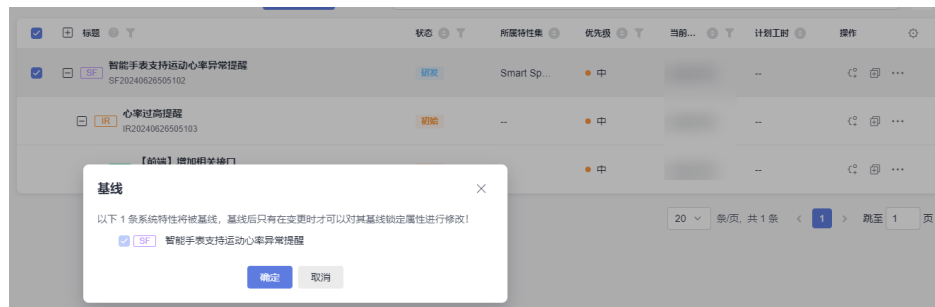 标题 状态 所属特性集 优先级 当前... 计划工时 操作
SF 智能手表支持运动心率异常提醒 研发 Smart Sp... 中 -- ...
SF20240626505102
IR 心率过高提醒 初始 -- 中 -- ...
IR20240626505103
【前端】增加相关接口 中 -- ...
基线
以下 1 条系统特性将被基线，基线后只有在变更时才可以对其基线锁定属性进行修改！
SF 智能手表支持运动心率异常提醒
确定 取消
20 条/页, 共 1 条 < 1 > 跳至 1 页